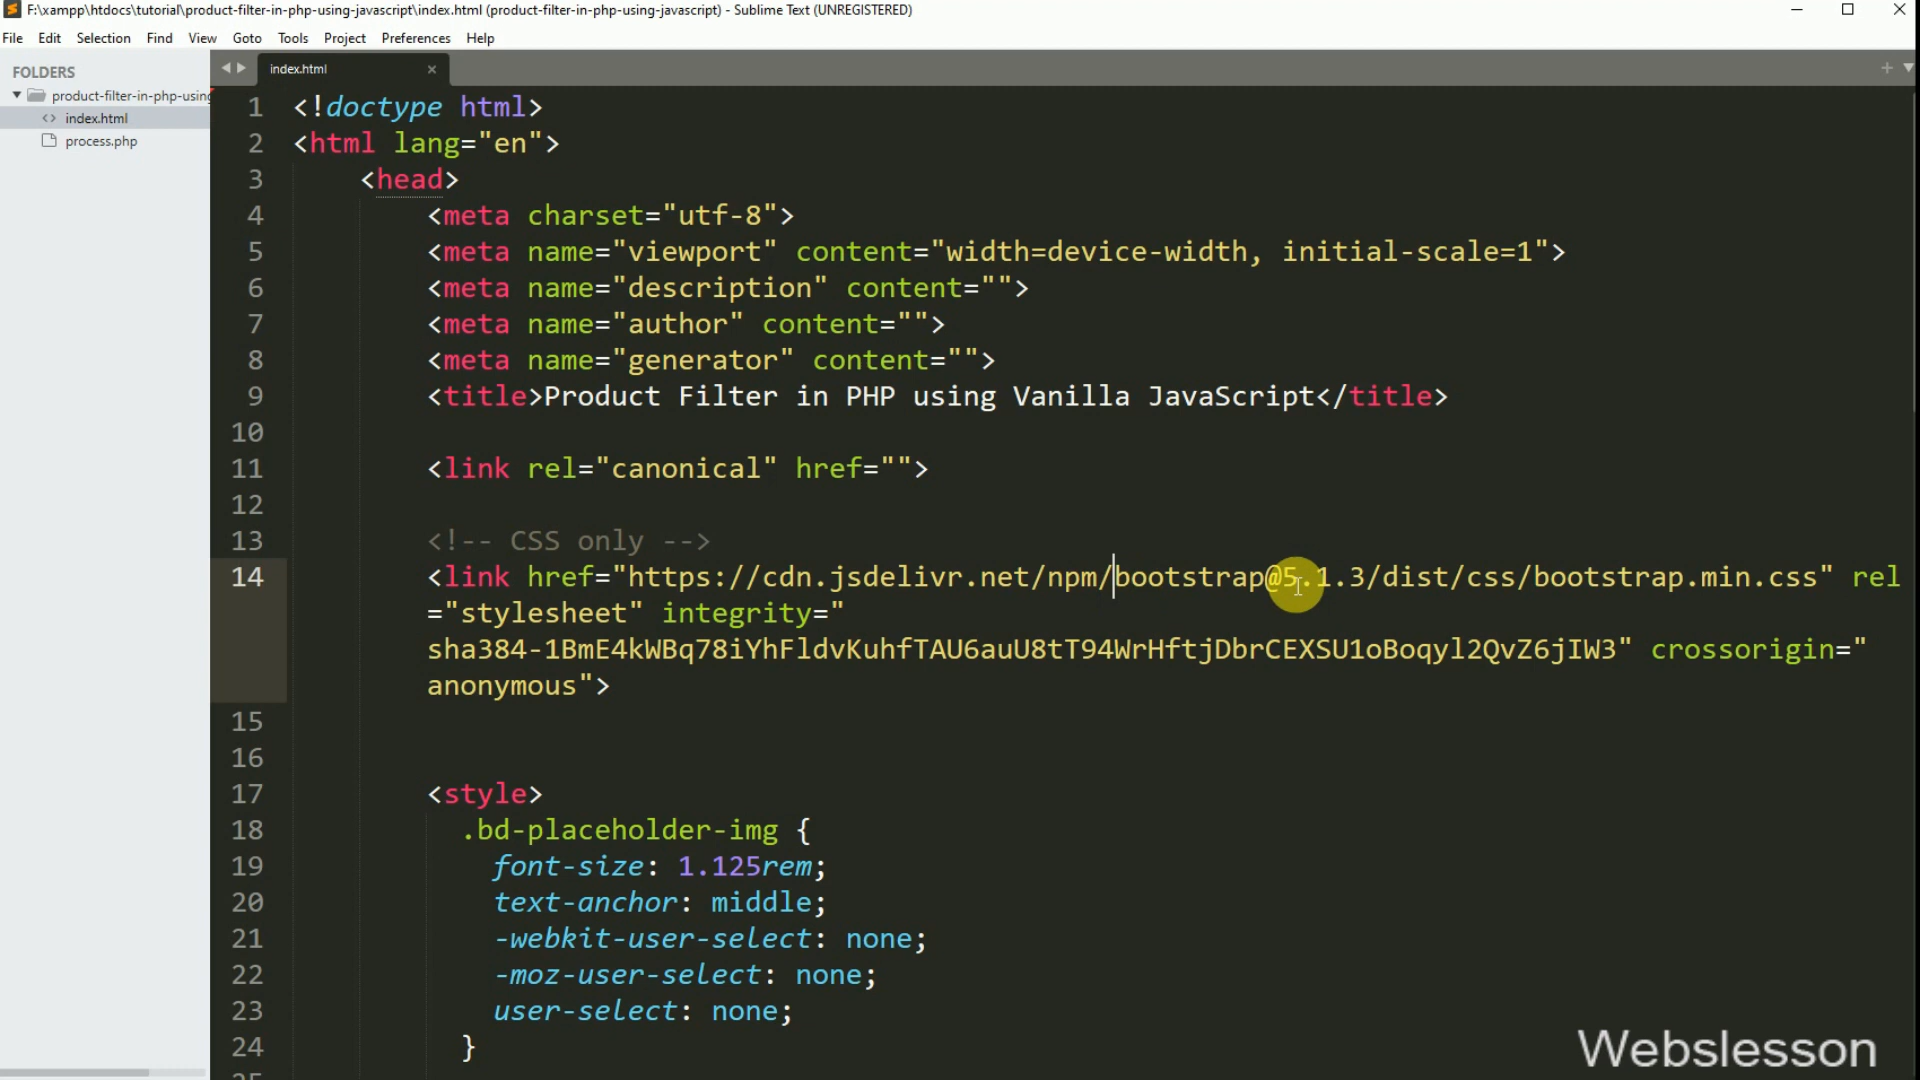 F:\xampp\htdocs\tutorial\product-filter-in-php-using-javascript\index.html (product-filter-in-php-using-javascript) - Sublime Text (UNREGISTERED)
File Edit Selection Find View Goto Tools Project Preferences Help
FOLDERS
product-filter-in-php-using
index.html
process.php
index.html
1 <!doctype html>
2 <html lang="en">
3 <head>
4 <meta charset="utf-8">
5 <meta name="viewport" content="width=device-width, initial-scale=1">
6 <meta name="description" content="">
7 <meta name="author" content="">
8 <meta name="generator" content="">
9 <title>Product Filter in PHP using Vanilla JavaScript</title>
10
11 <link rel="canonical" href="">
12
13 <!-- CSS only -->
14 <link href="https://cdn.jsdelivr.net/npm/bootstrap@5.1.3/dist/css/bootstrap.min.css" rel
="stylesheet" integrity="
sha384-1BmE4kWBq78iYhFldvKuhfTAU6auU8tT94WrHftjDbrCEXSU1oBoqyl2QvZ6jIW3" crossorigin="
anonymous">
15
16
17 <style>
18 .bd-placeholder-img {
19 font-size: 1.125rem;
20 text-anchor: middle;
21 -webkit-user-select: none;
22 -moz-user-select: none;
23 user-select: none;
24 }
Webslesson